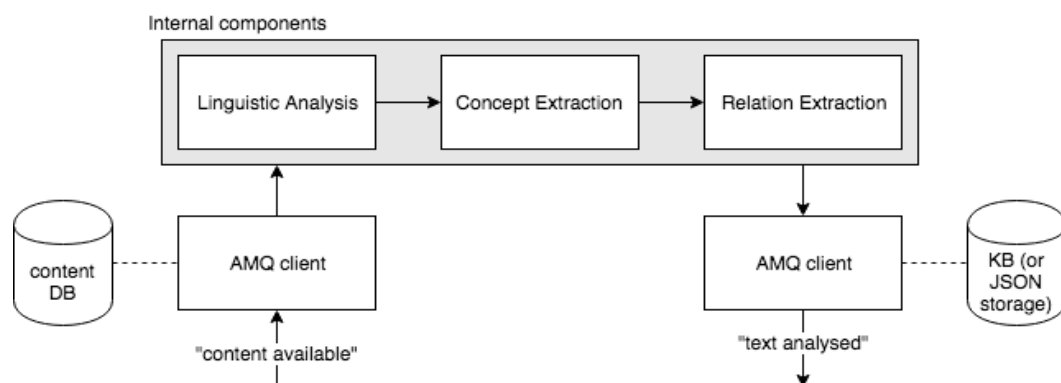 Internal components
Linguistic Analysis
Concept Extraction
Relation Extraction
content
DB
AMQ client
AMQ client
KB (or
JSON
storage)
"content available"
"text analysed"